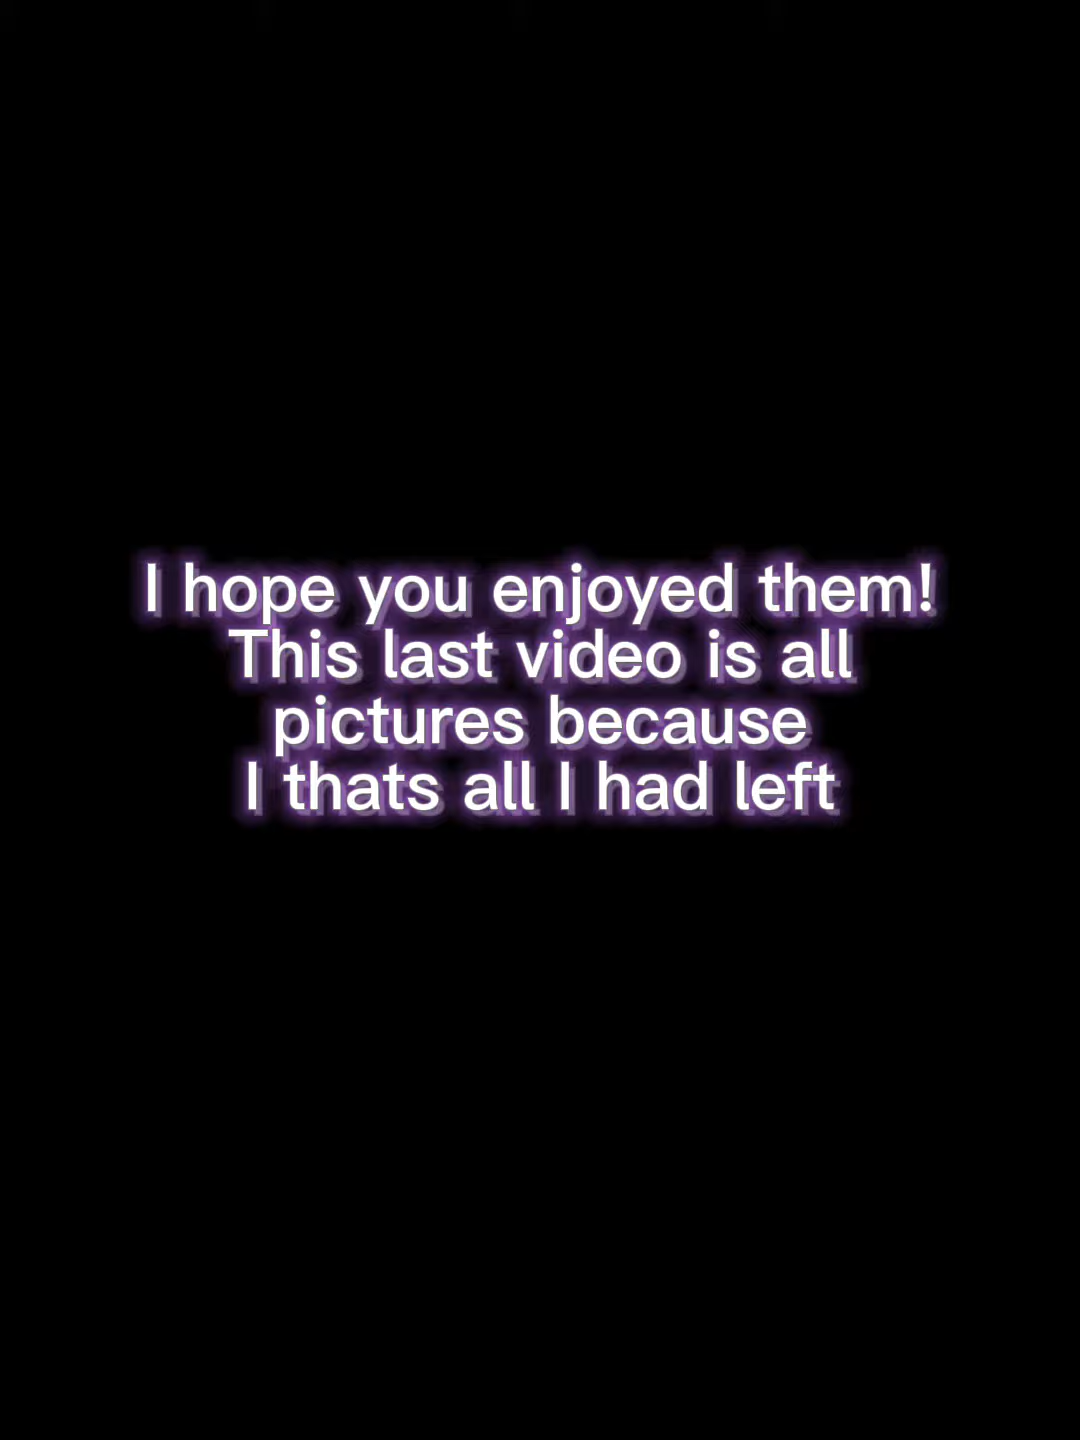 I hope you enjoyed them!
This last video is all
pictures because
I thats all I had left